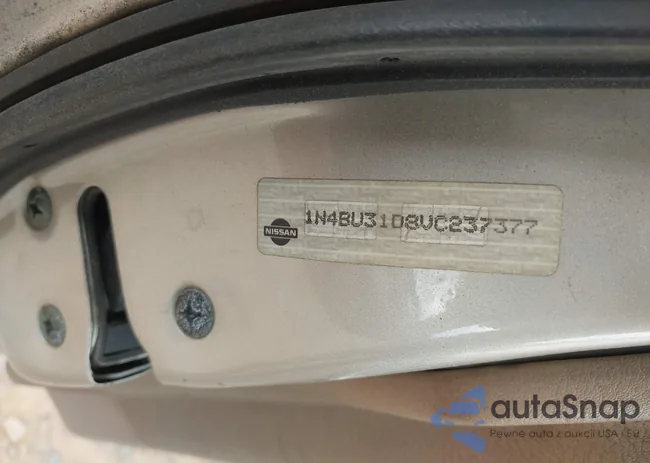 1N4BU31D8VC237377
NISSAN
autaSnap
Pewne auta z aukcji USA i EU